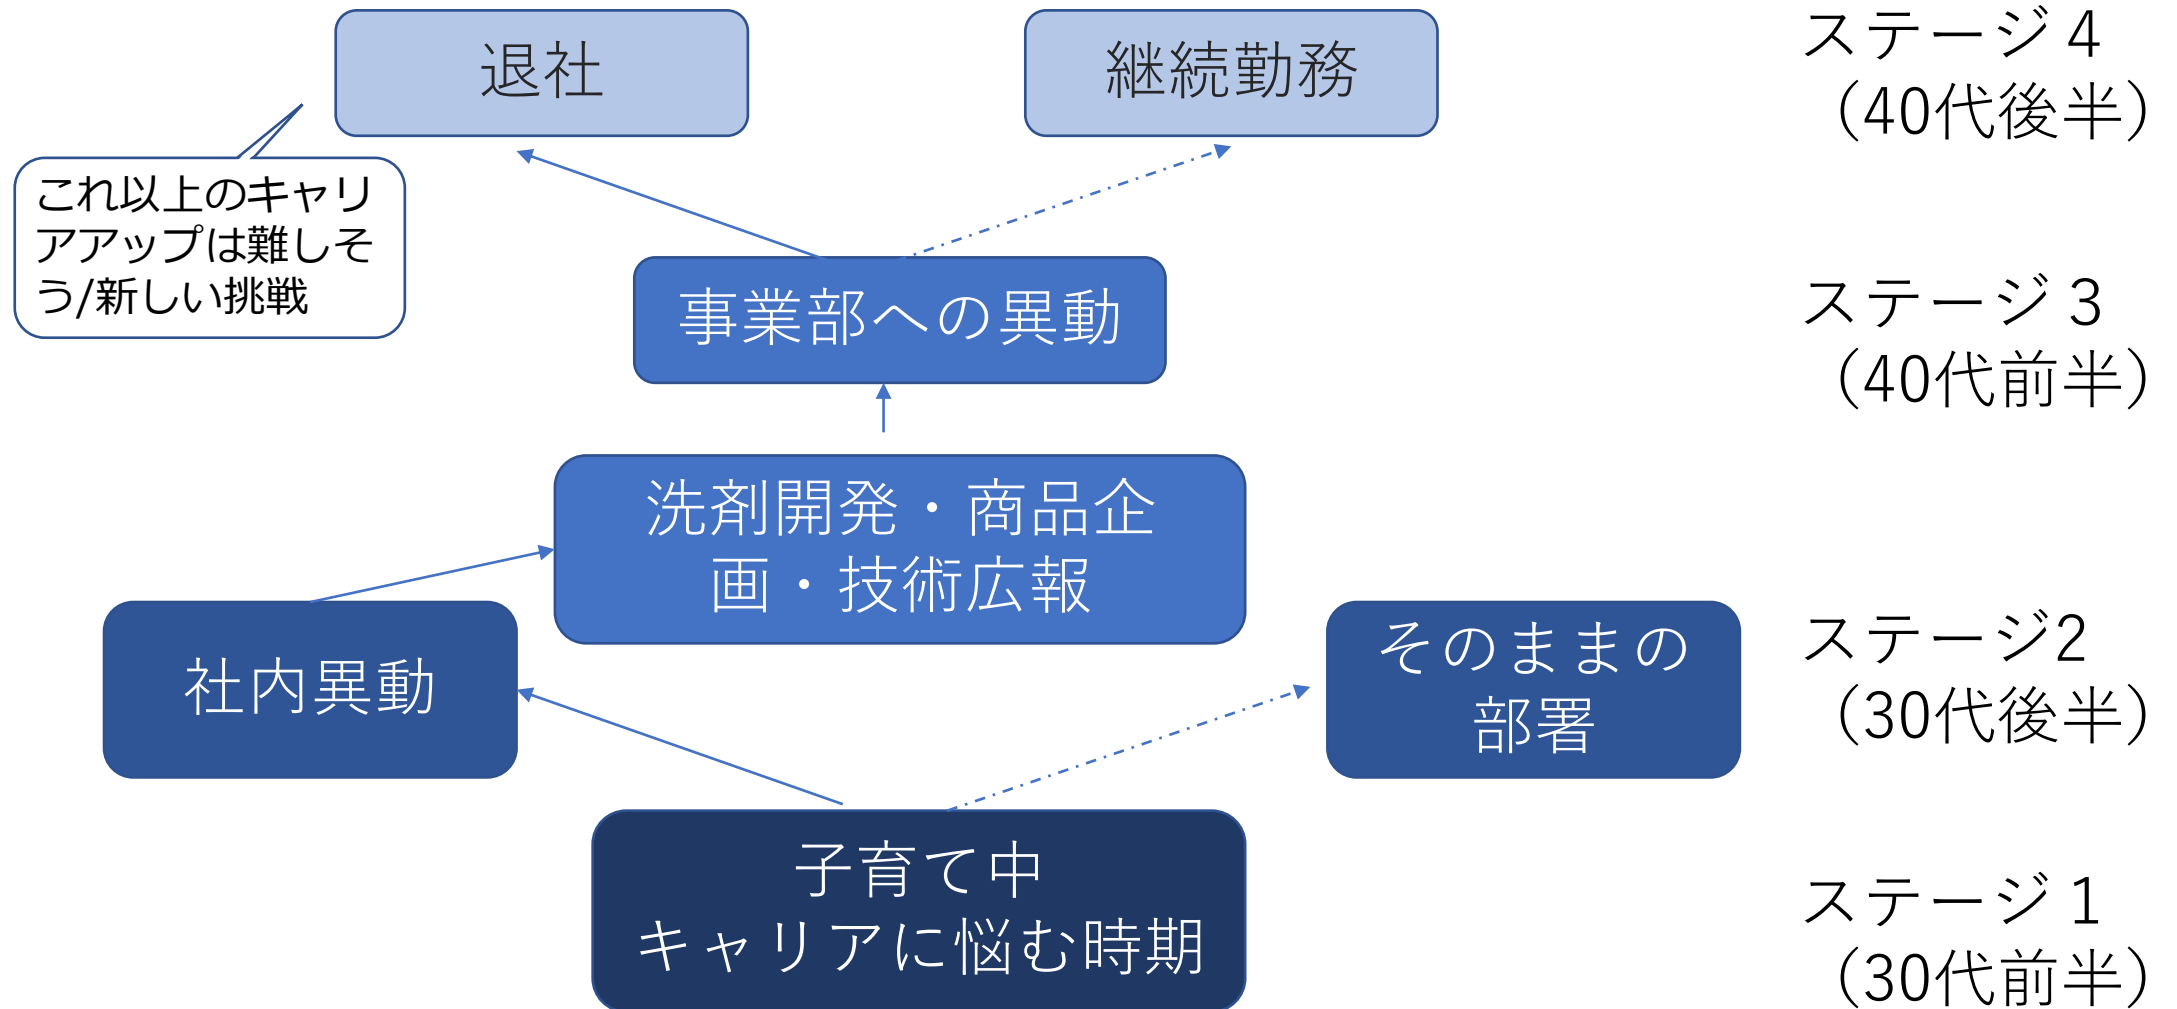 退社
継続勤務
ステージ４
（40代後半）
これ以上のキャリ
アアップは難しそ
う/新しい挑戦
事業部への異動
ステージ３
（40代前半）
洗剤開発・商品企
画・技術広報
社内異動
そのままの
部署
ステージ2
（30代後半）
子育て中
キャリアに悩む時期
ステージ１
（30代前半）